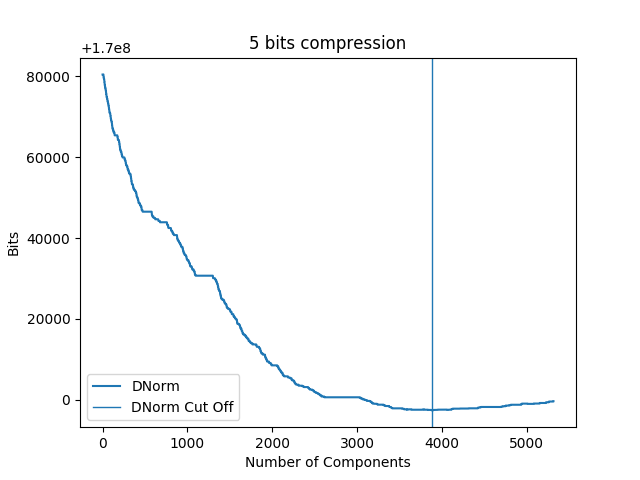 5 bits compression
+1.7e8
80000
60000
40000
20000
0
Bits
DNorm
DNorm Cut Off
0 1000 2000 3000 4000 5000
Number of Components